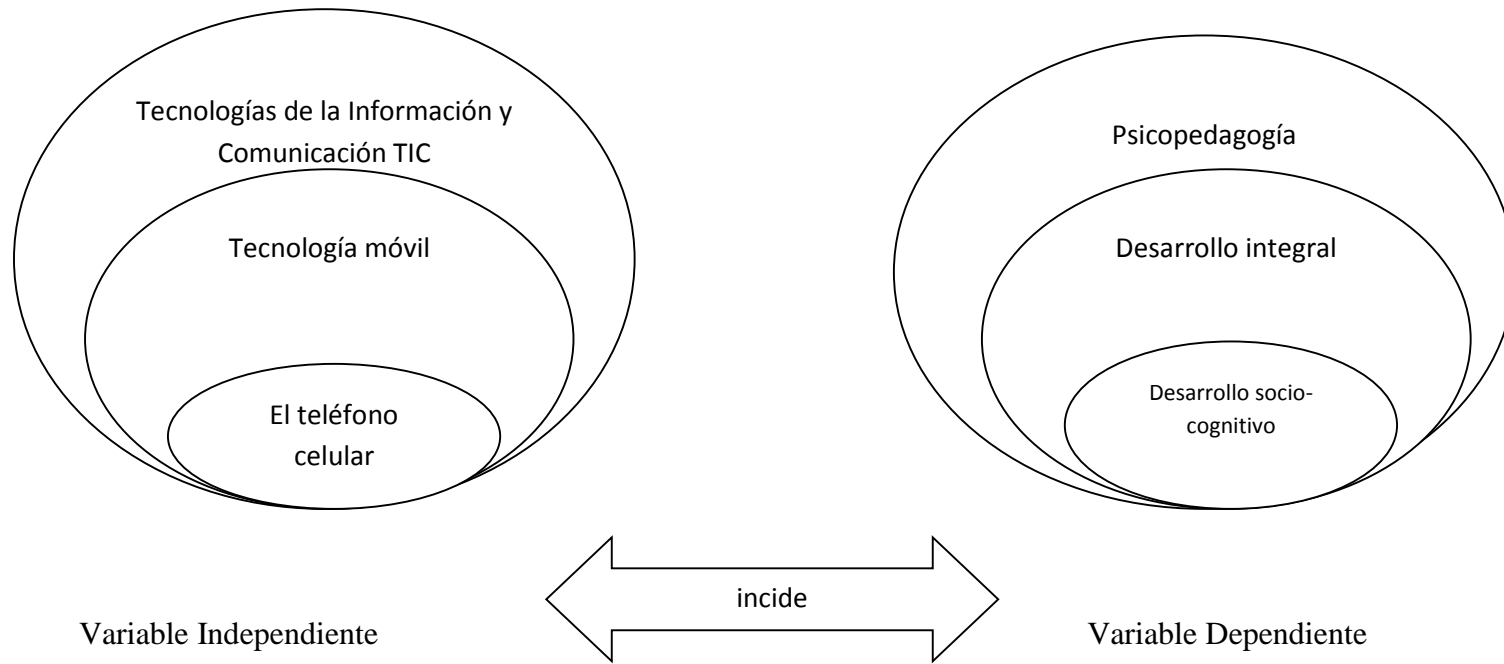 Tecnologías de la Información y
Comunicación TIC
Tecnología móvil
El teléfono
celular
Psicopedagogía
Desarrollo integral
Desarrollo socio-
cognitivo
incide
Variable Independiente
Variable Dependiente